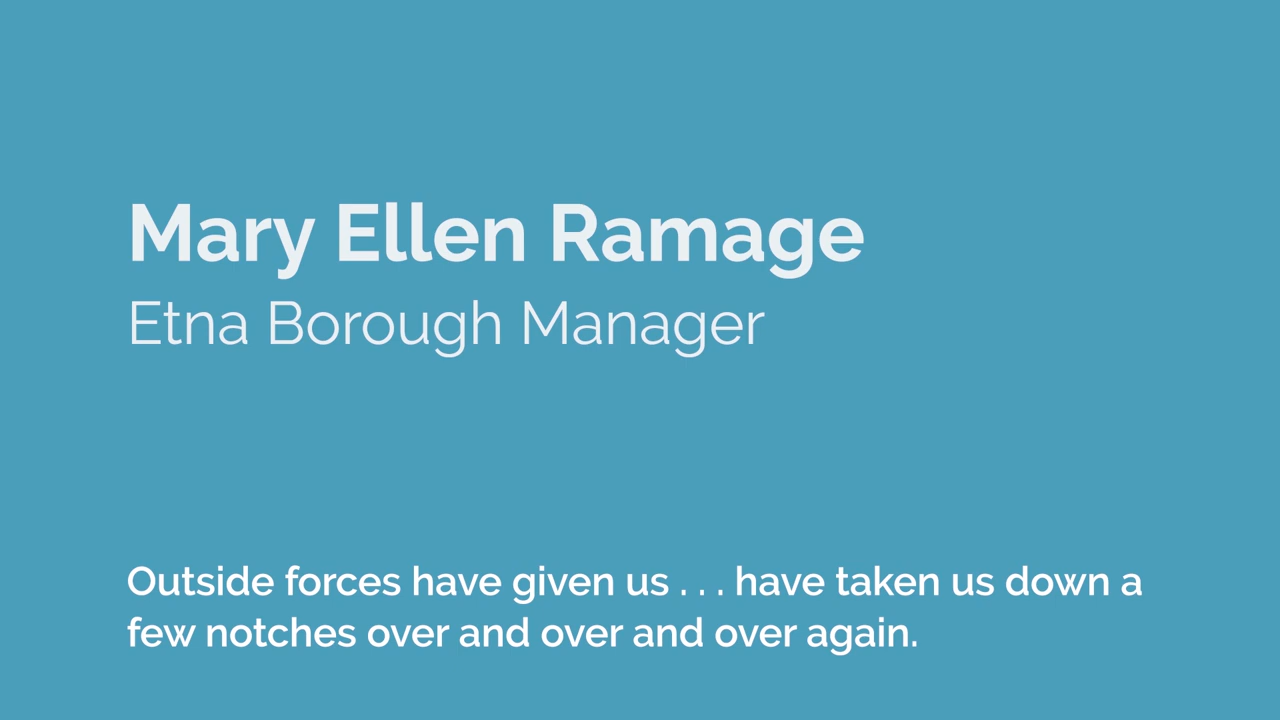 Mary Ellen Ramage
Etna Borough Manager
Outside forces have given us . . . have taken us down a
few notches over and over and over again.